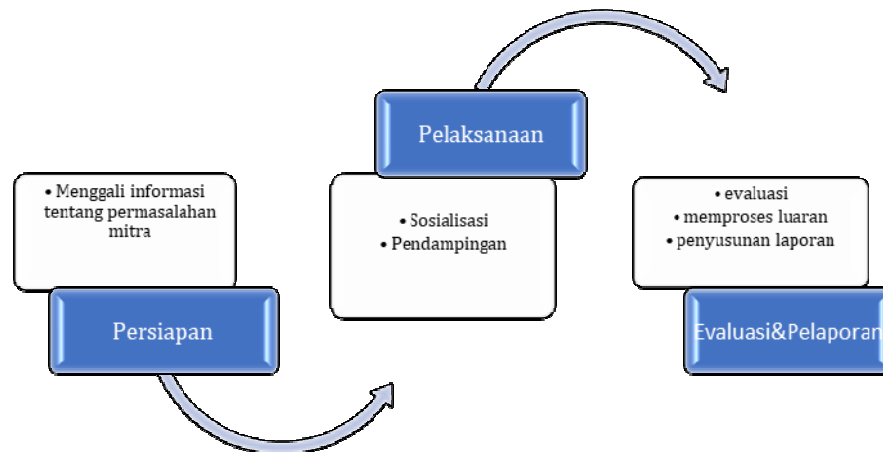 • Menggali informasi
tentang permasalahan
mitra
Persiapan
Pelaksanaan
• Sosialisasi
• Pendampingan
• evaluasi
• memproses luaran
• penyusunan laporan
Evaluasi&Pelaporan